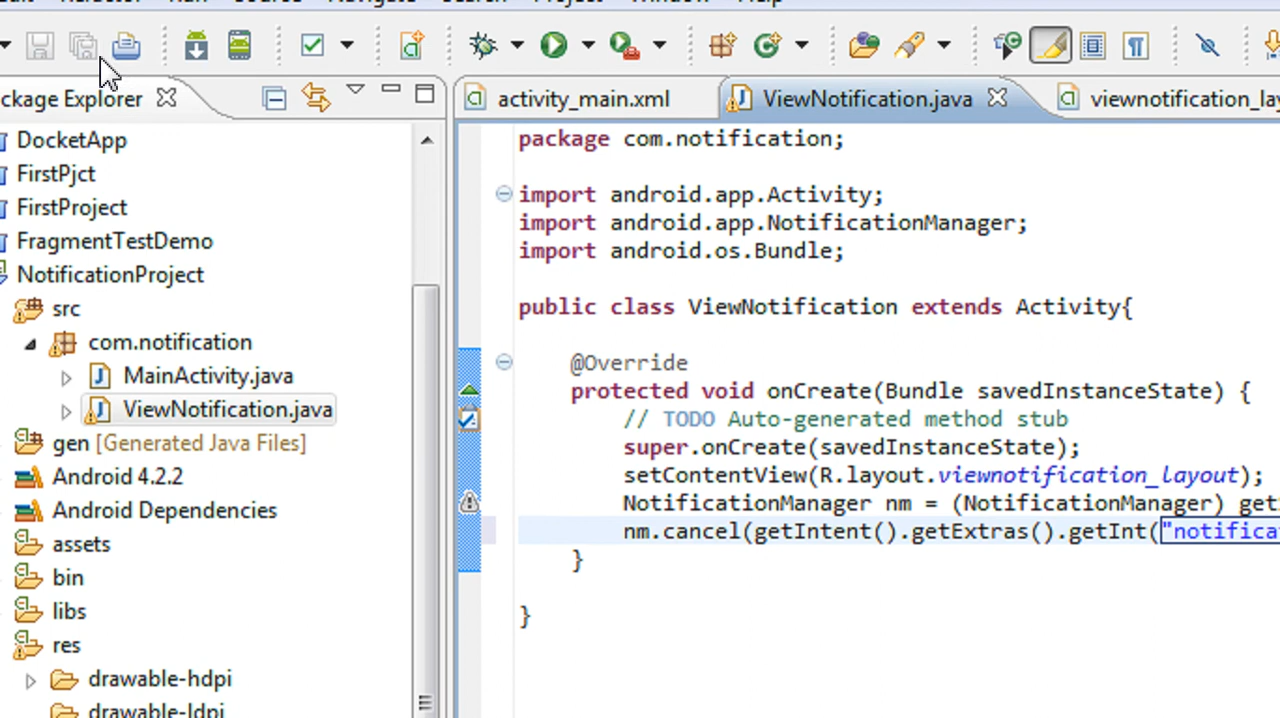 ckage Explorer
DocketApp
FirstPjct
FirstProject
FragmentTestDemo
NotificationProject
src
com.notification
MainActivity.java
ViewNotification.java
gen [Generated Java Files]
Android 4.2.2
Android Dependencies
assets
bin
libs
res
drawable-hdpi
drawable-ldpi
activity_main.xml
ViewNotification.java
viewnotification_la
package com.notification;
import android.app.Activity;
import android.app.NotificationManager;
import android.os.Bundle;
public class ViewNotification extends Activity{
@Override
protected void onCreate(Bundle savedInstanceState) {
// TODO Auto-generated method stub
super.onCreate(savedInstanceState);
setContentView(R.layout.viewnotification_layout);
NotificationManager nm = (NotificationManager) get
nm.cancel(getIntent().getExtras().getInt("notifica
}
}